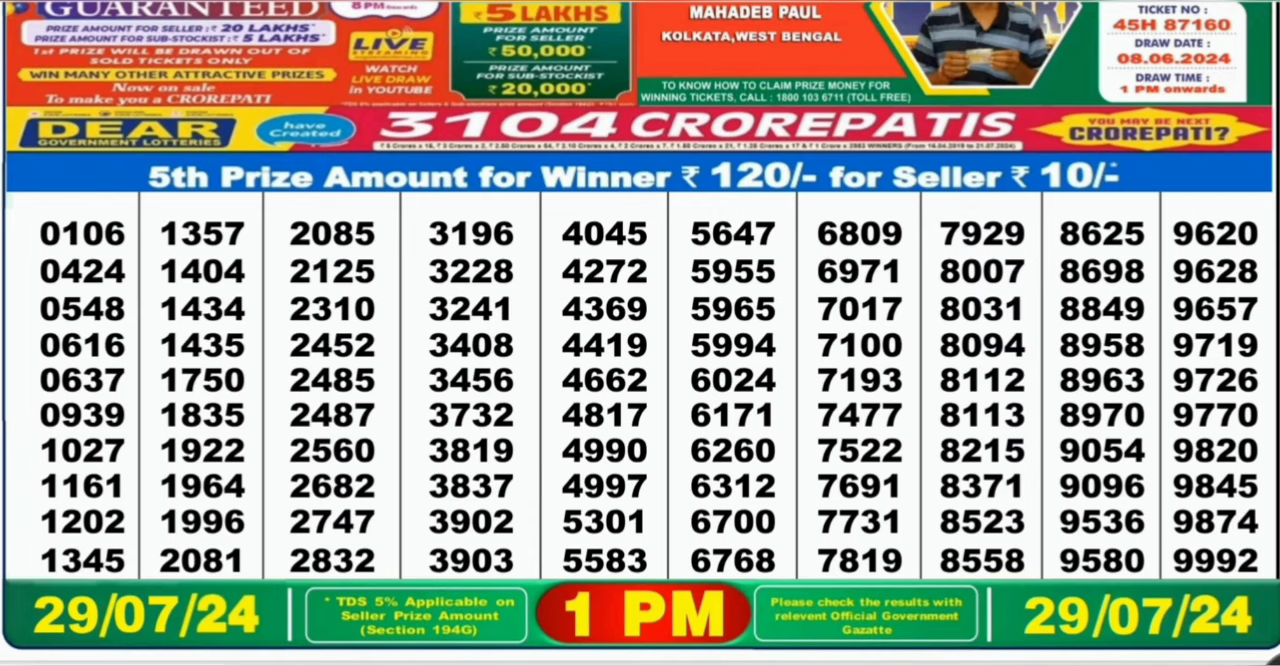 GUARANTEED
PRIZE AMOUNT FOR SELLER : ₹ 20 LAKHS*
PRIZE AMOUNT FOR SUB-STOCKIST : ₹ 5 LAKHS*
1st PRIZE WILL BE DRAWN OUT OF
SOLD TICKETS ONLY
WIN MANY OTHER ATTRACTIVE PRIZES
Now on sale
To make you a CROREPATI
8PM Onwards
LIVE
STREAMING
WATCH
LIVE DRAW
in YOUTUBE
₹ 5 LAKHS
PRIZE AMOUNT
FOR SELLER
₹ 50,000*
PRIZE AMOUNT
FOR SUB-STOCKIST
₹ 20,000*
MAHADEB PAUL
KOLKATA,WEST BENGAL
TO KNOW HOW TO CLAIM PRIZE MONEY FOR
WINNING TICKETS, CALL : 1800 103 6711 (TOLL FREE)
TICKET NO :
45H 87160
DRAW DATE :
08.06.2024
DRAW TIME :
1 PM onwards
DEAR
GOVERNMENT LOTTERIES
have
Created
3104 CROREPATIS
YOU MAY BE NEXT
CROREPATI?
5th Prize Amount for Winner ₹ 120/- for Seller ₹ 10/-*
0106 1357 2085 3196 4045 5647 6809 7929 8625 9620
0424 1404 2125 3228 4272 5955 6971 8007 8698 9628
0548 1434 2310 3241 4369 5965 7017 8031 8849 9657
0616 1435 2452 3408 4419 5994 7100 8094 8958 9719
0637 1750 2485 3456 4662 6024 7193 8112 8963 9726
0939 1835 2487 3732 4817 6171 7477 8113 8970 9770
1027 1922 2560 3819 4990 6260 7522 8215 9054 9820
1161 1964 2682 3837 4997 6312 7691 8371 9096 9845
1202 1996 2747 3902 5301 6700 7731 8523 9536 9874
1345 2081 2832 3903 5583 6768 7819 8558 9580 9992
29/07/24
* TDS 5% Applicable on
Seller Prize Amount
(Section 194G)
1 PM
Please check the results with
relevent Official Government
Gazatte
29/07/24